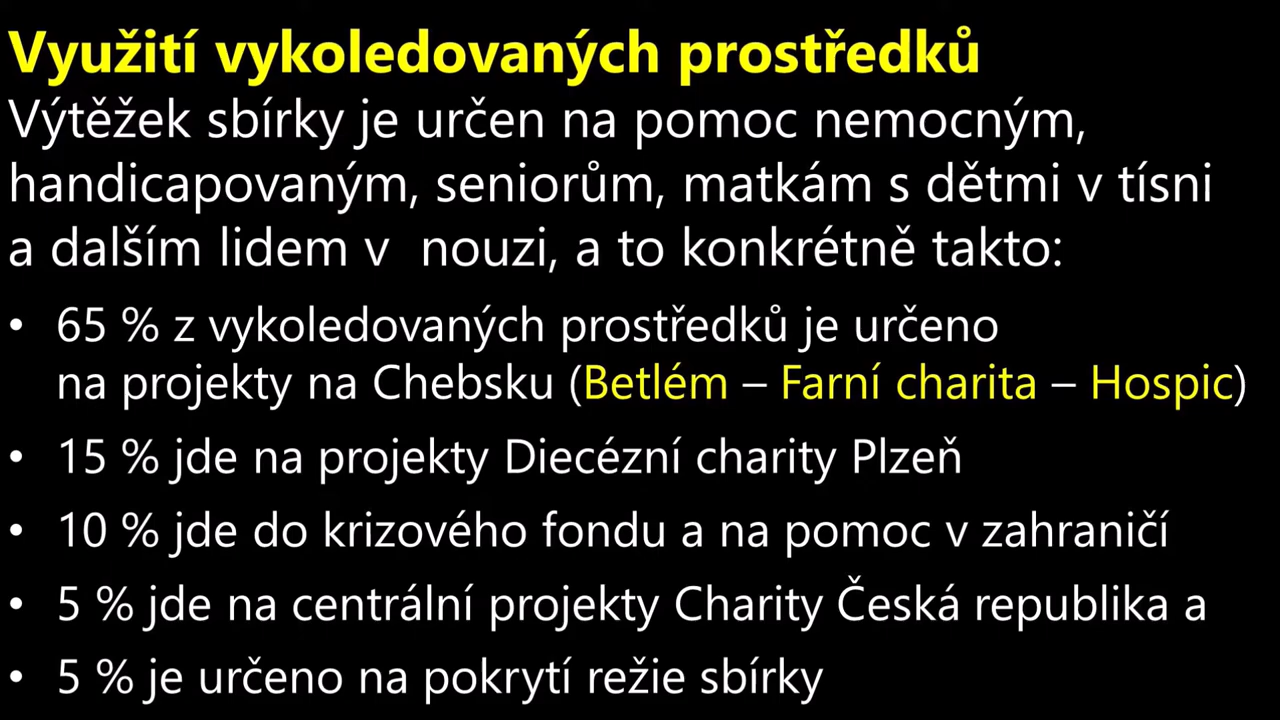 Využití vykoledovaných prostředků
Výtěžek sbírky je určen na pomoc nemocným,
handicapovaným, seniorům, matkám s dětmi v tísni
a dalším lidem v  nouzi, a to konkrétně takto:
• 65 % z vykoledovaných prostředků je určeno
na projekty na Chebsku (Betlém – Farní charita – Hospic)
• 15 % jde na projekty Diecézní charity Plzeň
• 10 % jde do krizového fondu a na pomoc v zahraničí
• 5 % jde na centrální projekty Charity Česká republika a
• 5 % je určeno na pokrytí režie sbírky